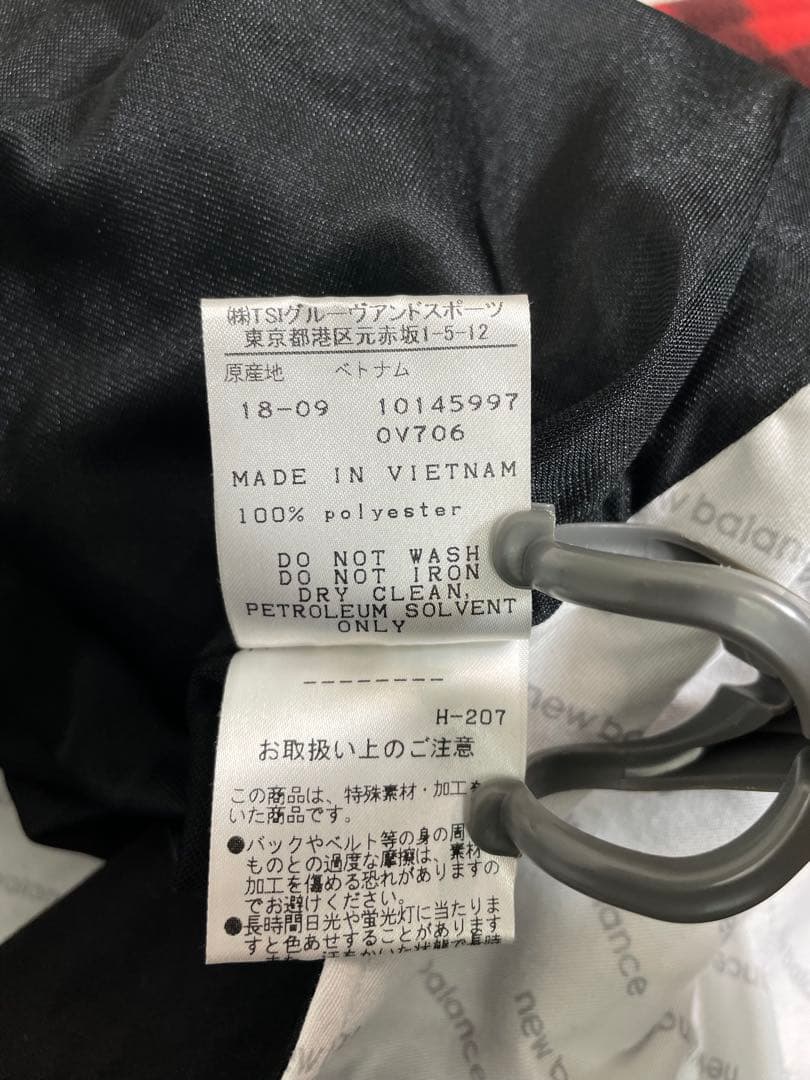 ㈱TSIグルーヴアンドスポーツ
東京都港区元赤坂1-5-12
原産地 ベトナム
18-09 10145997
0V706
MADE IN VIETNAM
100% polyester
DO NOT WASH
DO NOT IRON
DRY CLEAN,
PETROLEUM SOLVENT
ONLY
--------
H-207
お取扱い上のご注意
この商品は、特殊素材・加工を
いた商品です。
●バックやベルト等の身の周
ものとの過度な摩擦は、素材
加工を傷める恐れがありますの
でお避けください。
●長時間日光や蛍光灯に当たりま
すと色あせすることがあります
new balance
new balance
new balance
new balance